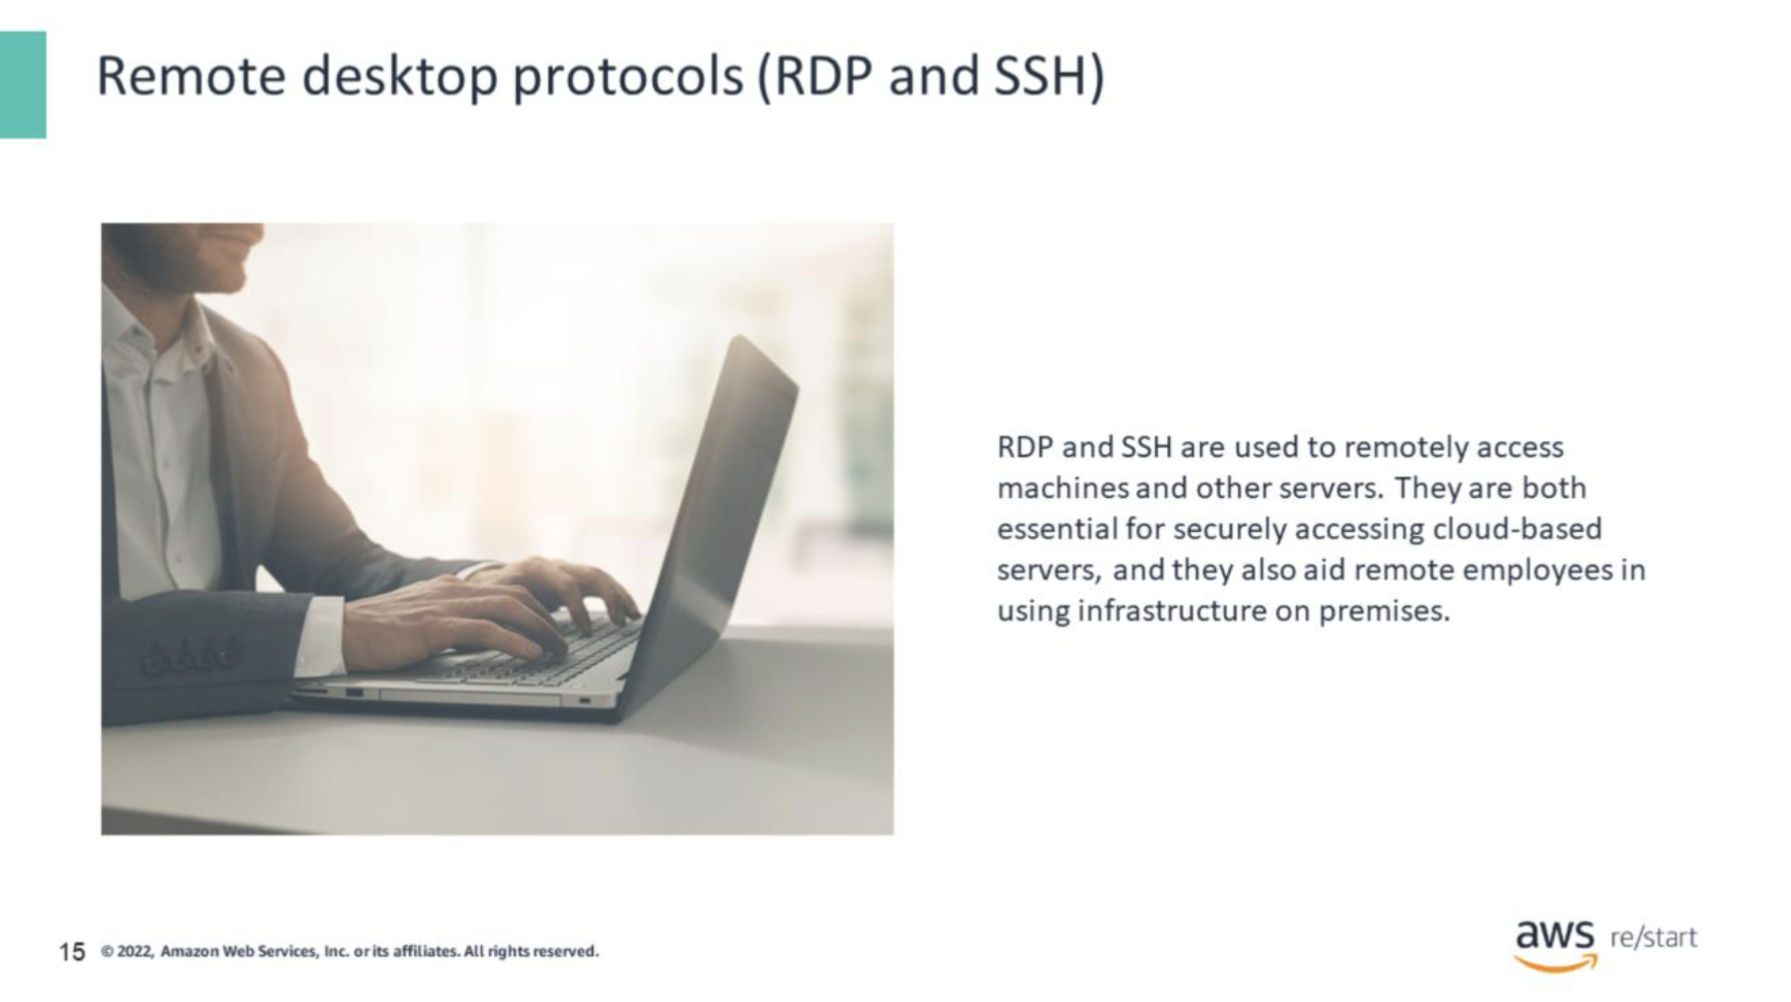 Remote desktop protocols (RDP and SSH)
RDP and SSH are used to remotely access
machines and other servers. They are both
essential for securely accessing cloud-based
servers, and they also aid remote employees in
using infrastructure on premises.
15 © 2022, Amazon Web Services, Inc. or its affiliates. All rights reserved.
aws re/start